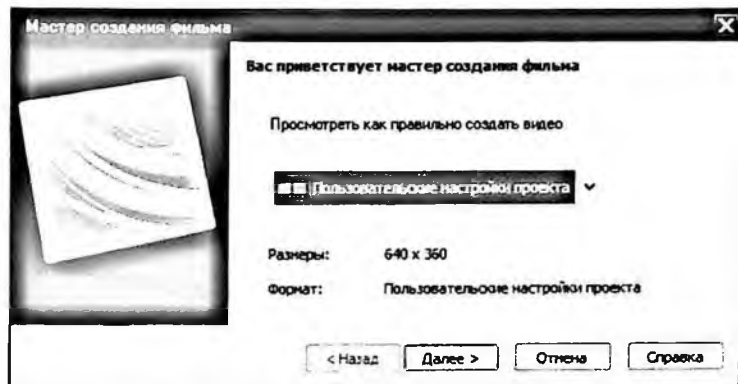 Мастер создания фильма
Вас приветствует мастер создания фильма
Просмотреть как правильно создать видео
Пользовательские настройки проекта
Размеры: 640 x 360
Формат: Пользовательские настройки проекта
< Назад Далее > Отмена Справка